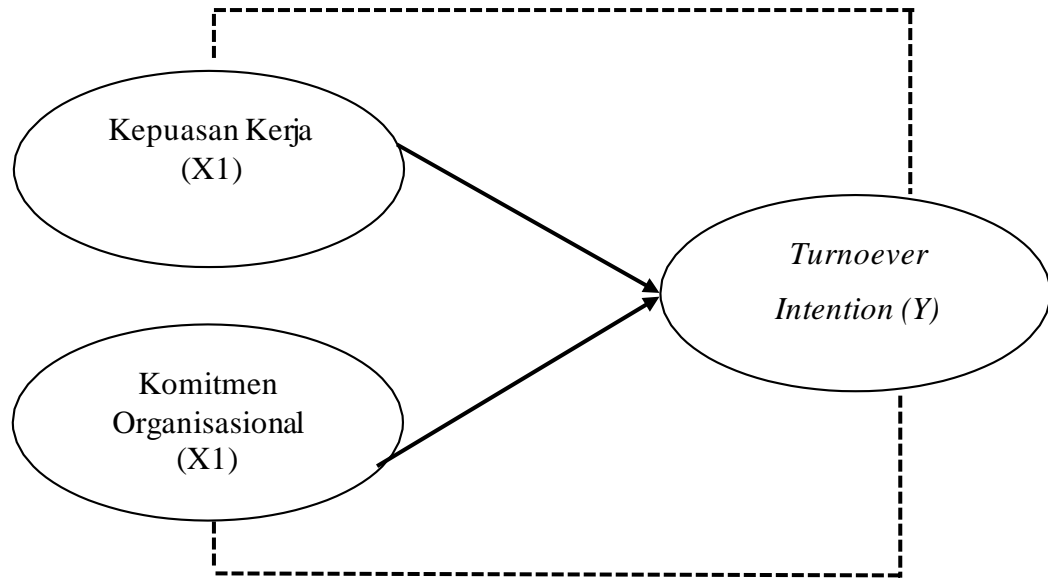 Kepuasan Kerja
(X1)
Turnoever
Intention (Y)
Komitmen
Organisasional
(X1)